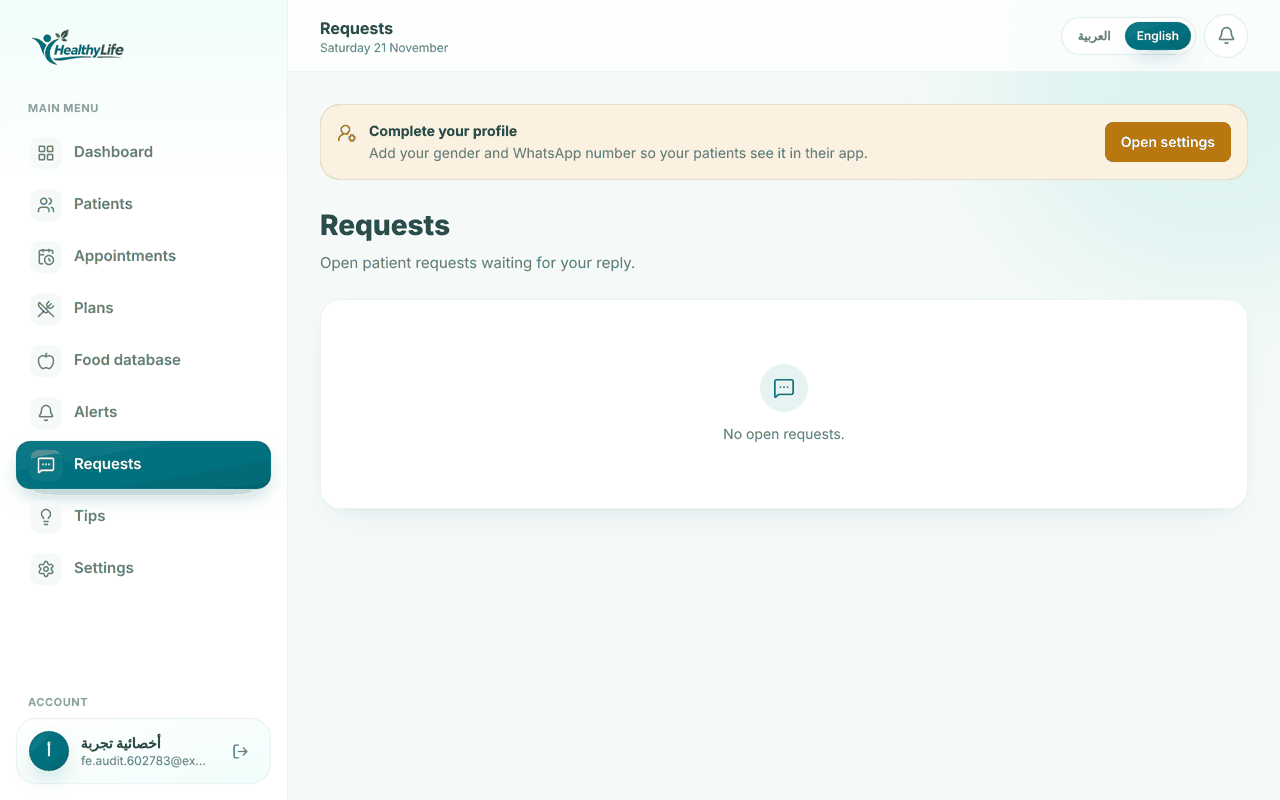 HealthyLife
MAIN MENU
Dashboard
Patients
Appointments
Plans
Food database
Alerts
Requests
Tips
Settings
ACCOUNT
أ
أخصائية تجربة
fe.audit.602783@ex...
Requests
Saturday 21 November
العربية
English
Complete your profile
Add your gender and WhatsApp number so your patients see it in their app.
Open settings
Requests
Open patient requests waiting for your reply.
No open requests.